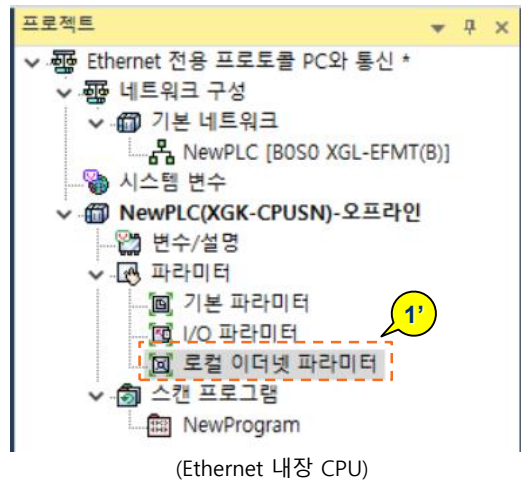 프로젝트
Ethernet 전용 프로토콜 PC와 통신 *
네트워크 구성
기본 네트워크
NewPLC [B0S0 XGL-EFMT(B)]
시스템 변수
NewPLC(XGK-CPUSN)-오프라인
변수/설명
파라미터
기본 파라미터
1’
I/O 파라미터
로컬 이더넷 파라미터
스캔 프로그램
NewProgram
(Ethernet 내장 CPU)